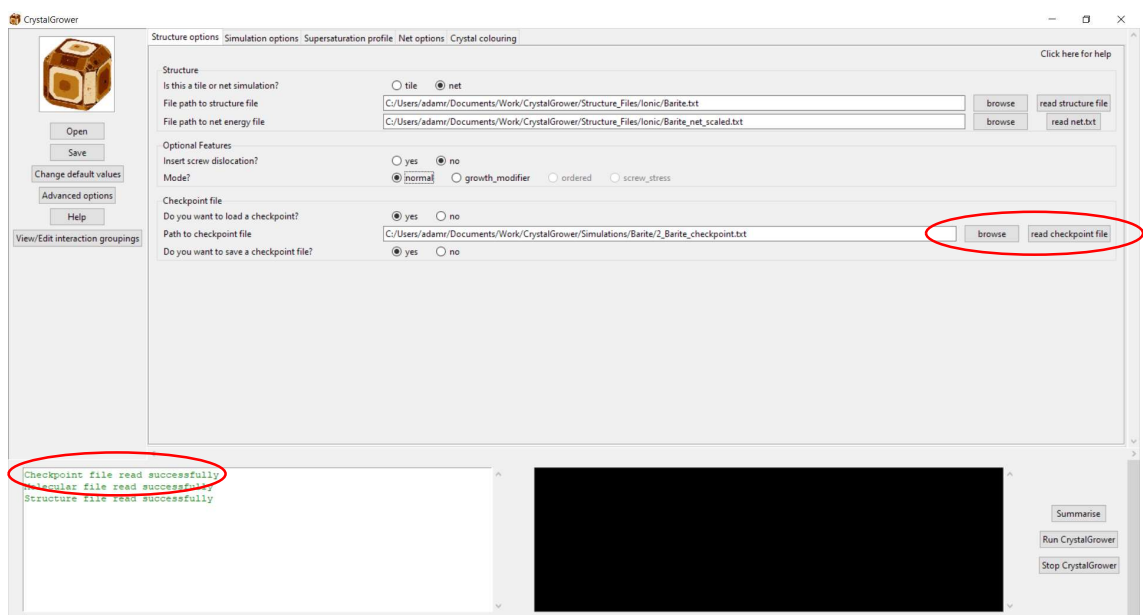 CrystalGrower
Structure options Simulation options Supersaturation profile Net options Crystal colouring
Click here for help
Structure
Is this a tile or net simulation? tile net
File path to structure file C:/Users/adamr/Documents/Work/CrystalGrower/Structure_Files/Ionic/Barite.txt browse read structure file
File path to net energy file C:/Users/adamr/Documents/Work/CrystalGrower/Structure_Files/Ionic/Barite_net_scaled.txt browse read net.txt
Open
Save
Change default values
Advanced options
Help
View/Edit interaction groupings
Optional Features
Insert screw dislocation? yes no
Mode? normal growth_modifier ordered screw_stress
Checkpoint file
Do you want to load a checkpoint? yes no
Path to checkpoint file C:/Users/adamr/Documents/Work/CrystalGrower/Simulations/Barite/2_Barite_checkpoint.txt browse read checkpoint file
Do you want to save a checkpoint file? yes no
Checkpoint file read successfully
Molecular file read successfully
Structure file read successfully
Summarise
Run CrystalGrower
Stop CrystalGrower